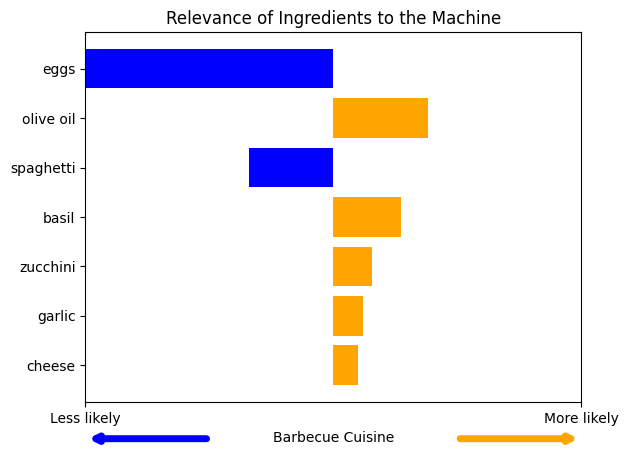 Relevance of Ingredients to the Machine
eggs
olive oil
spaghetti
basil
zucchini
garlic
cheese
Less likely More likely
Barbecue Cuisine